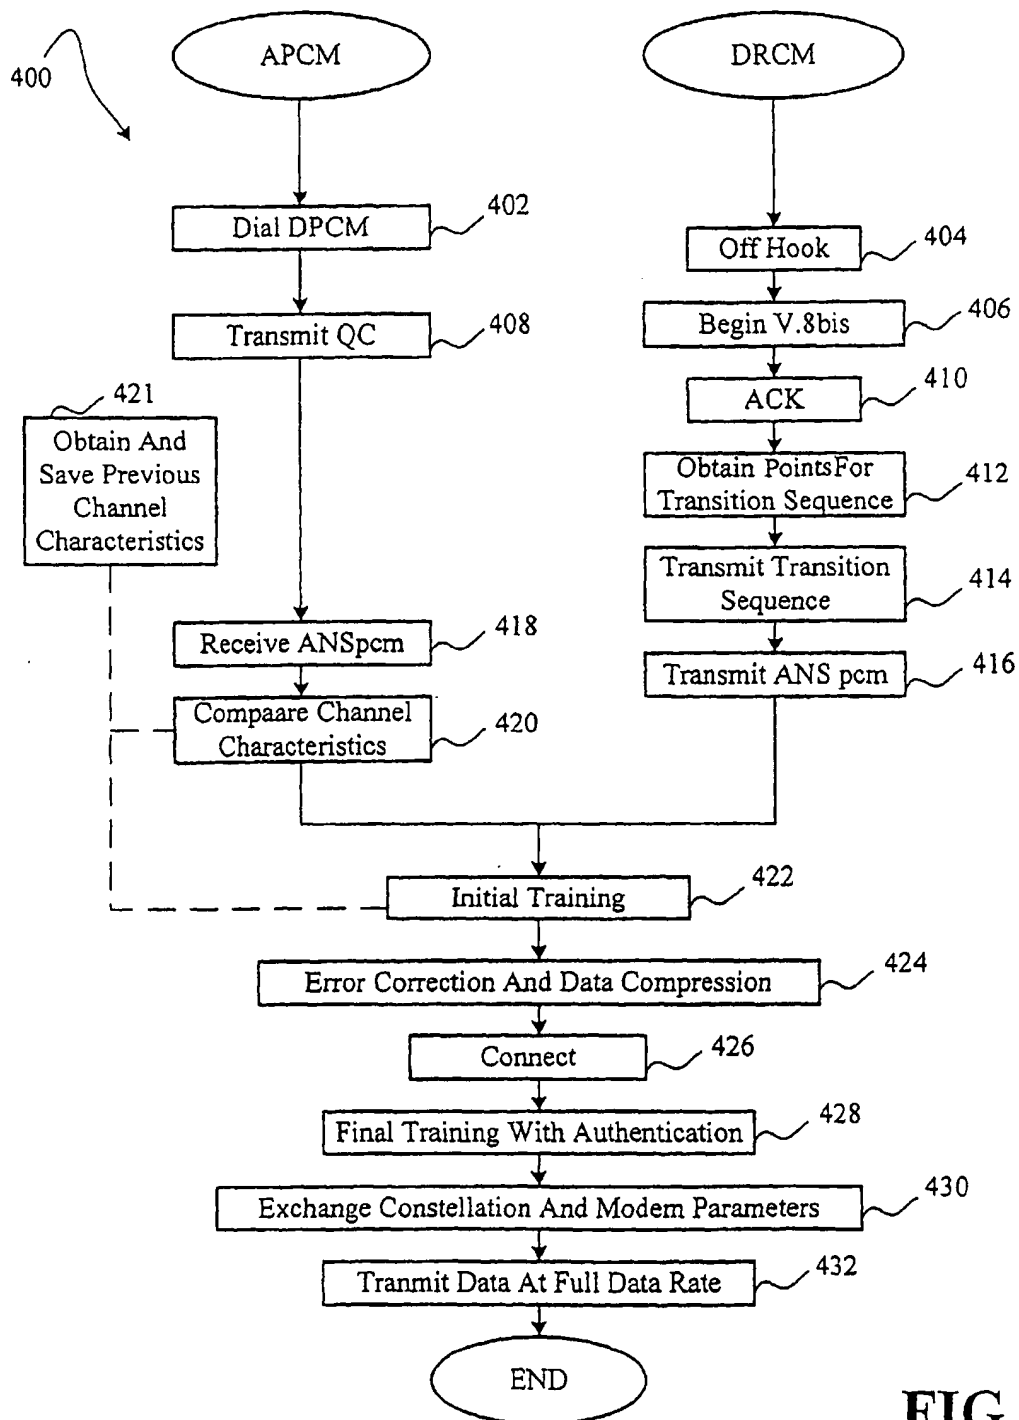 400
APCM
DRCM
Dial DPCM
402
Off Hook
404
Transmit QC
408
Begin V.8bis
406
421
Obtain And
Save Previous
Channel
Characteristics
ACK
410
Obtain PointsFor
Transition Sequence
412
Transmit Transition
Sequence
414
Receive ANSpcm
418
Transmit ANS pcm
416
Compaare Channel
Characteristics
420
Initial Training
422
Error Correction And Data Compression
424
Connect
426
Final Training With Authentication
428
Exchange Constellation And Modem Parameters
430
Tranmit Data At Full Data Rate
432
END
FIG